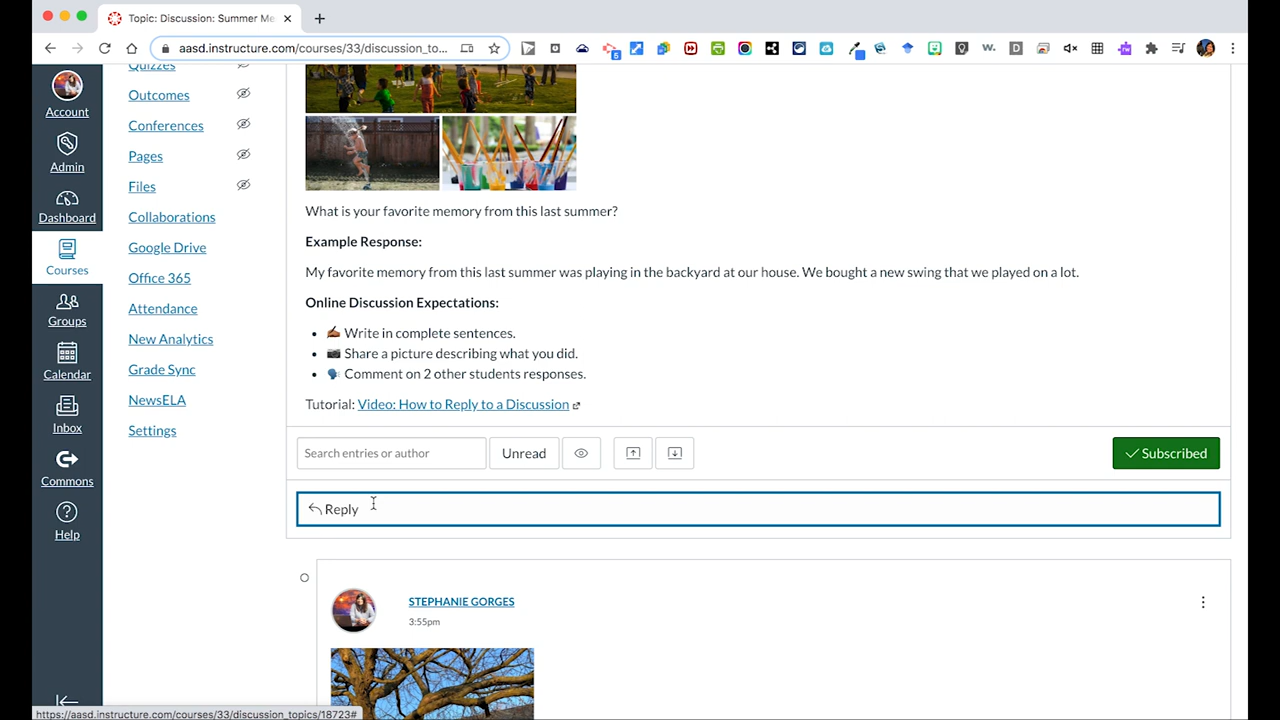 Topic: Discussion: Summer Me
aasd.instructure.com/courses/33/discussion_to...
5
w.
D
Account
Admin
Dashboard
Courses
Groups
Calendar
Inbox
Commons
Help
Quizzes
Outcomes
Conferences
Pages
Files
Collaborations
Google Drive
Office 365
Attendance
New Analytics
Grade Sync
NewsELA
Settings
What is your favorite memory from this last summer?
Example Response:
My favorite memory from this last summer was playing in the backyard at our house. We bought a new swing that we played on a lot.
Online Discussion Expectations:
• ✍🏾 Write in complete sentences.
• 📷 Share a picture describing what you did.
• 🗣 Comment on 2 other students responses.
Tutorial: Video: How to Reply to a Discussion
Search entries or author
Unread
Subscribed
Reply
STEPHANIE GORGES
3:55pm
https://aasd.instructure.com/courses/33/discussion_topics/18723#